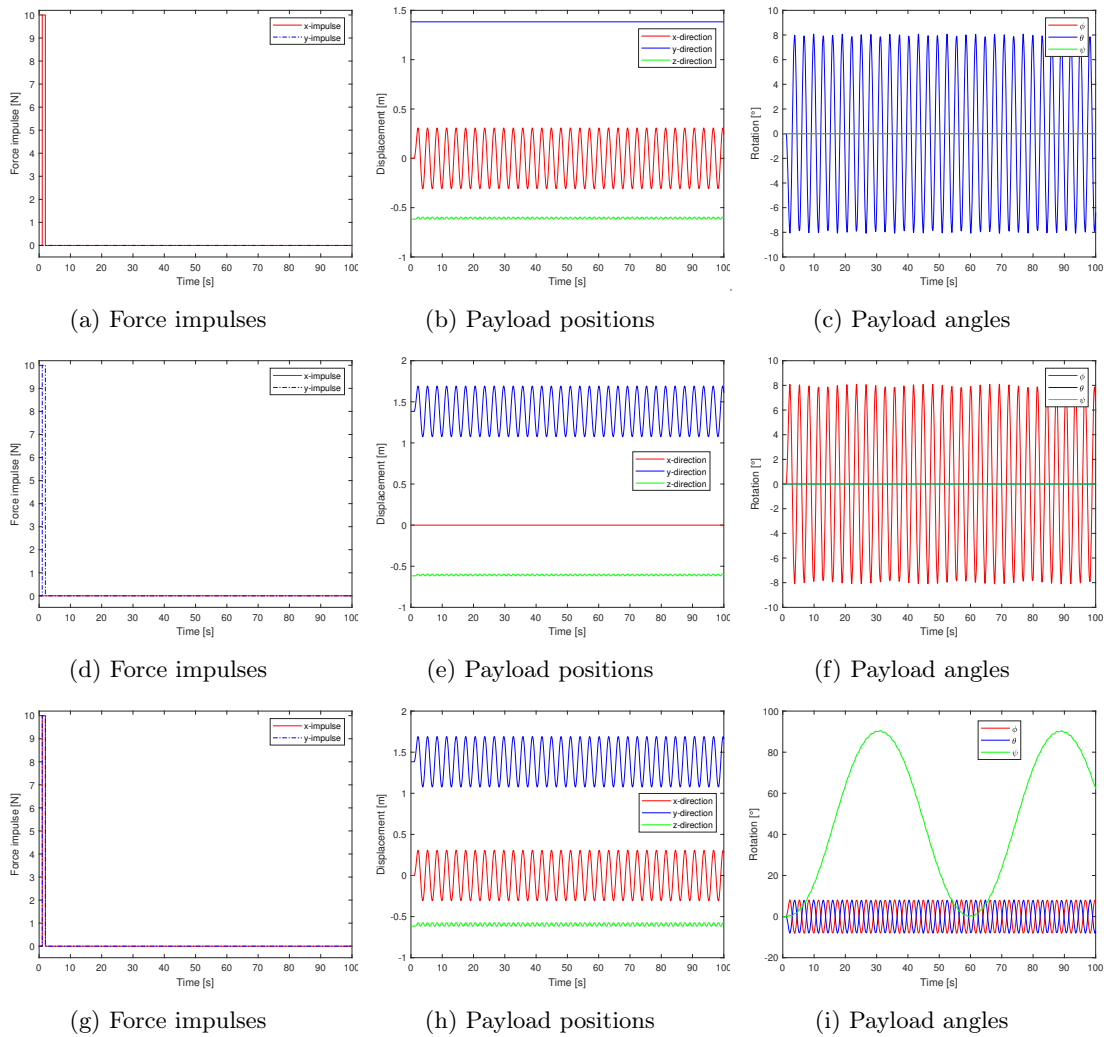 x-impulse
y-impulse
Force impulse [N]
10
9
8
7
6
5
4
3
2
1
0
0 10 20 30 40 50 60 70 80 90 100
Time [s]
(a) Force impulses
x-direction
y-direction
z-direction
Displacement [m]
1.5
1
0.5
0
-0.5
-1
0 10 20 30 40 50 60 70 80 90 100
Time [s]
(b) Payload positions
ϕ
θ
ψ
Rotation [°]
10
8
6
4
2
0
-2
-4
-6
-8
-10
0 10 20 30 40 50 60 70 80 90 100
Time [s]
(c) Payload angles
x-impulse
y-impulse
Force impulse [N]
10
9
8
7
6
5
4
3
2
1
0
0 10 20 30 40 50 60 70 80 90 100
Time [s]
(d) Force impulses
x-direction
y-direction
z-direction
Displacement [m]
2
1.5
1
0.5
0
-0.5
-1
0 10 20 30 40 50 60 70 80 90 100
Time [s]
(e) Payload positions
ϕ
θ
ψ
Rotation [°]
10
8
6
4
2
0
-2
-4
-6
-8
-10
0 10 20 30 40 50 60 70 80 90 100
Time [s]
(f) Payload angles
x-impulse
y-impulse
Force impulse [N]
10
9
8
7
6
5
4
3
2
1
0
0 10 20 30 40 50 60 70 80 90 100
Time [s]
(g) Force impulses
x-direction
y-direction
z-direction
Displacement [m]
2
1.5
1
0.5
0
-0.5
-1
0 10 20 30 40 50 60 70 80 90 100
Time [s]
(h) Payload positions
ϕ
θ
ψ
Rotation [°]
100
80
60
40
20
0
-20
0 10 20 30 40 50 60 70 80 90 100
Time [s]
(i) Payload angles